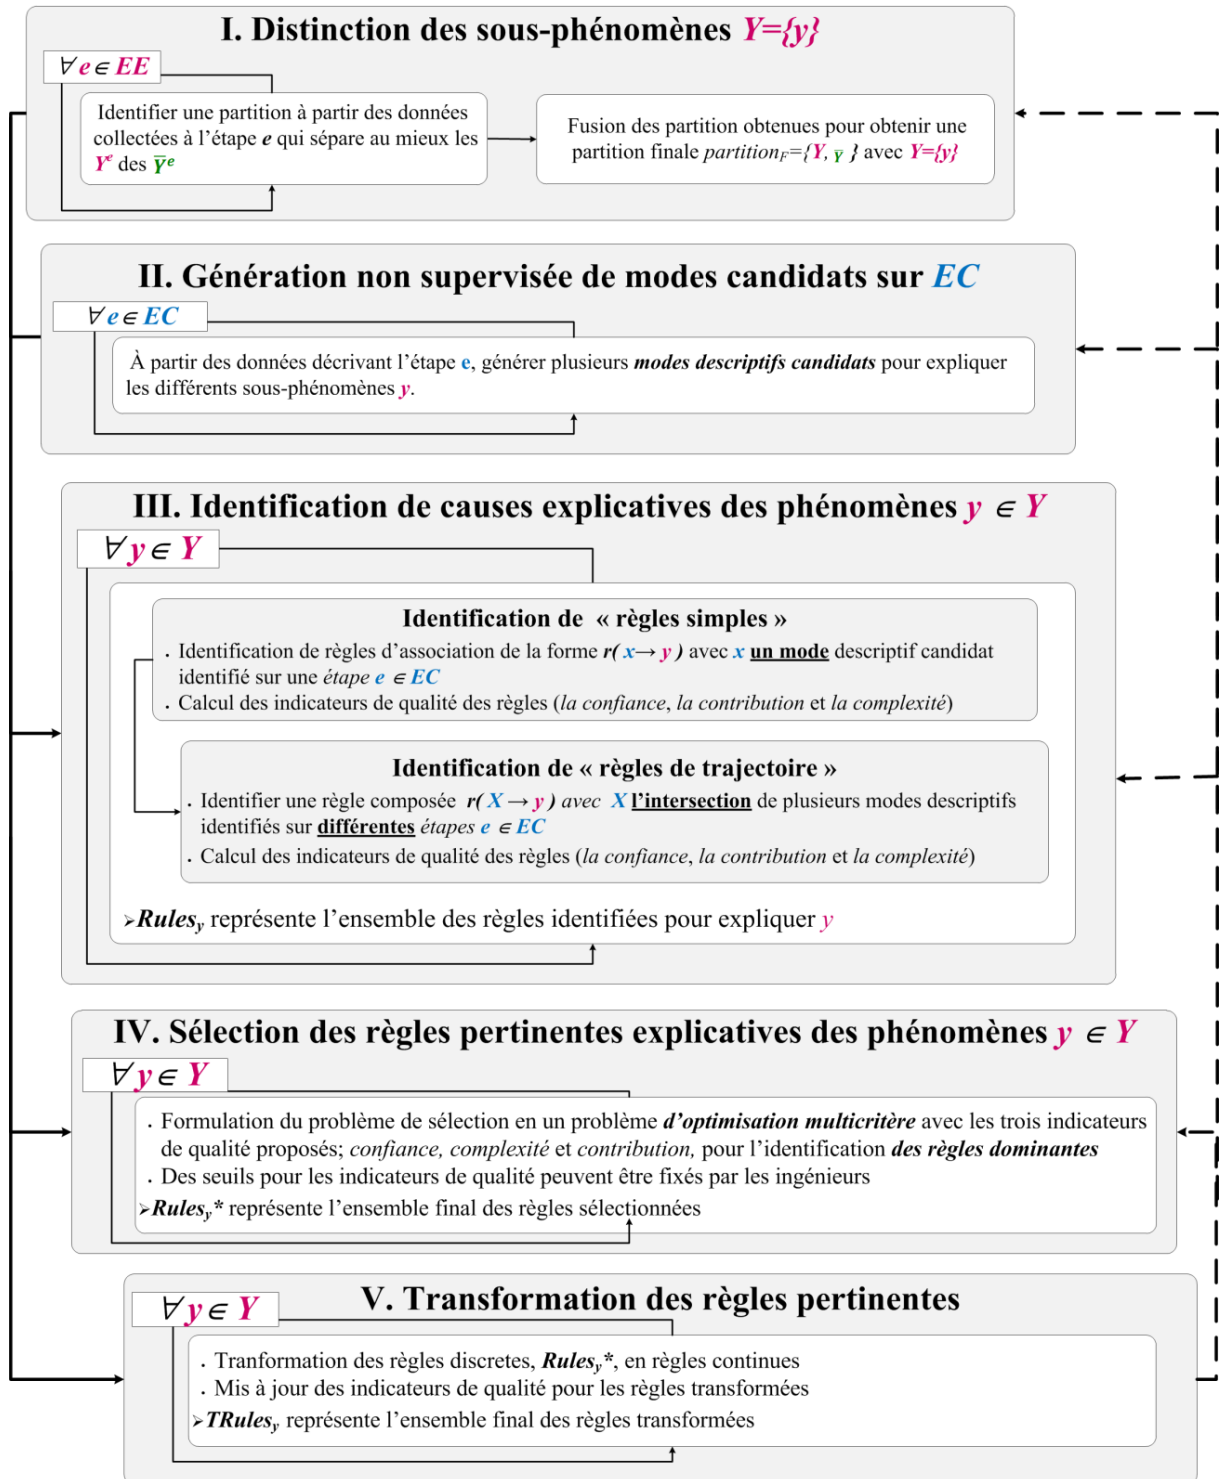 I. Distinction des sous-phénomènes Y={y}
∀ e ∈ EE
Identifier une partition à partir des données
collectées à l'étape e qui sépare au mieux les
Y^e des Ȳ^e
Fusion des partition obtenues pour obtenir une
partition finale partition_F={Y, Ȳ } avec Y={y}
II. Génération non supervisée de modes candidats sur EC
∀ e ∈ EC
À partir des données décrivant l'étape e, générer plusieurs modes descriptifs candidats pour expliquer
les différents sous-phénomènes y.
III. Identification de causes explicatives des phénomènes y ∈ Y
∀ y ∈ Y
Identification de « règles simples »
. Identification de règles d'association de la forme r( x→ y ) avec x un mode descriptif candidat
identifié sur une étape e ∈ EC
. Calcul des indicateurs de qualité des règles (la confiance, la contribution et la complexité)
Identification de « règles de trajectoire »
. Identifier une règle composée r( X → y ) avec X l'intersection de plusieurs modes descriptifs
identifiés sur différentes étapes e ∈ EC
. Calcul des indicateurs de qualité des règles (la confiance, la contribution et la complexité)
➢Rules_y représente l'ensemble des règles identifiées pour expliquer y
IV. Sélection des règles pertinentes explicatives des phénomènes y ∈ Y
∀ y ∈ Y
. Formulation du problème de sélection en un problème d'optimisation multicritère avec les trois indicateurs
de qualité proposés; confiance, complexité et contribution, pour l'identification des règles dominantes
. Des seuils pour les indicateurs de qualité peuvent être fixés par les ingénieurs
➢Rules_y* représente l'ensemble final des règles sélectionnées
V. Transformation des règles pertinentes
∀ y ∈ Y
. Tranformation des règles discretes, Rules_y*, en règles continues
. Mis à jour des indicateurs de qualité pour les règles transformées
➢TRules_y représente l'ensemble final des règles transformées